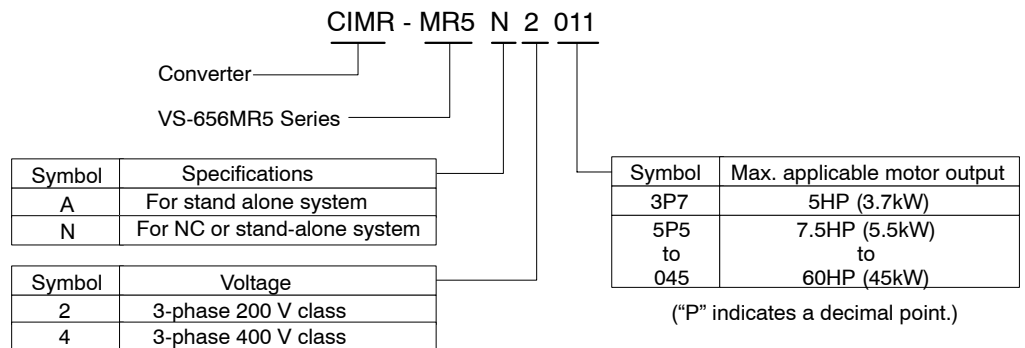 CIMR - MR5 N 2 011
Converter
VS-656MR5 Series
Symbol Specifications
A For stand alone system
N For NC or stand-alone system
Symbol Voltage
2 3-phase 200 V class
4 3-phase 400 V class
Symbol Max. applicable motor output
3P7 5HP (3.7kW)
5P5 7.5HP (5.5kW)
to to
045 60HP (45kW)
(“P” indicates a decimal point.)